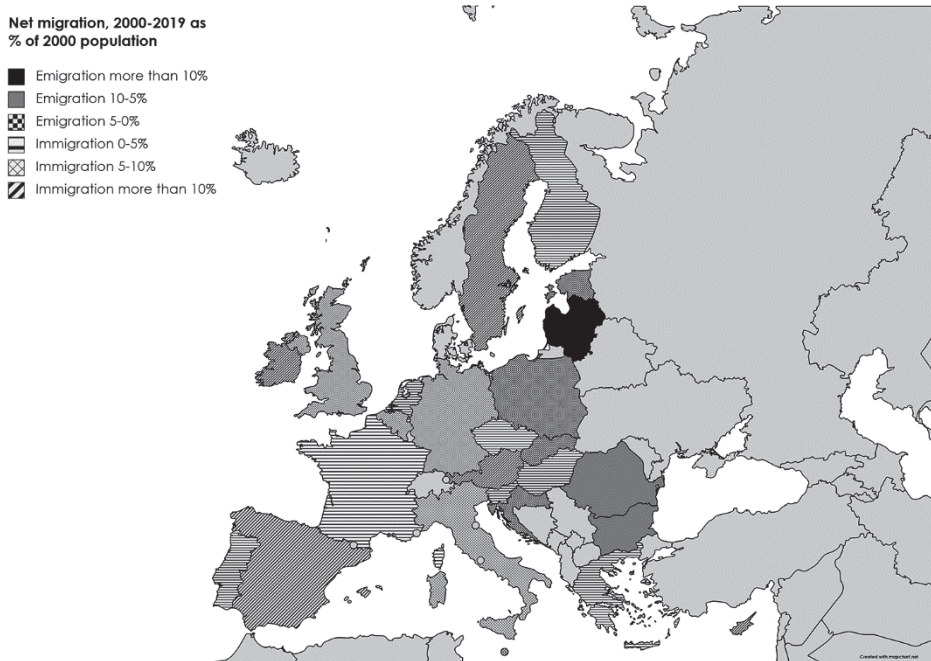 Net migration, 2000-2019 as
% of 2000 population
Emigration more than 10%
Emigration 10-5%
Emigration 5-0%
Immigration 0-5%
Immigration 5-10%
Immigration more than 10%
Created with mapchart.net